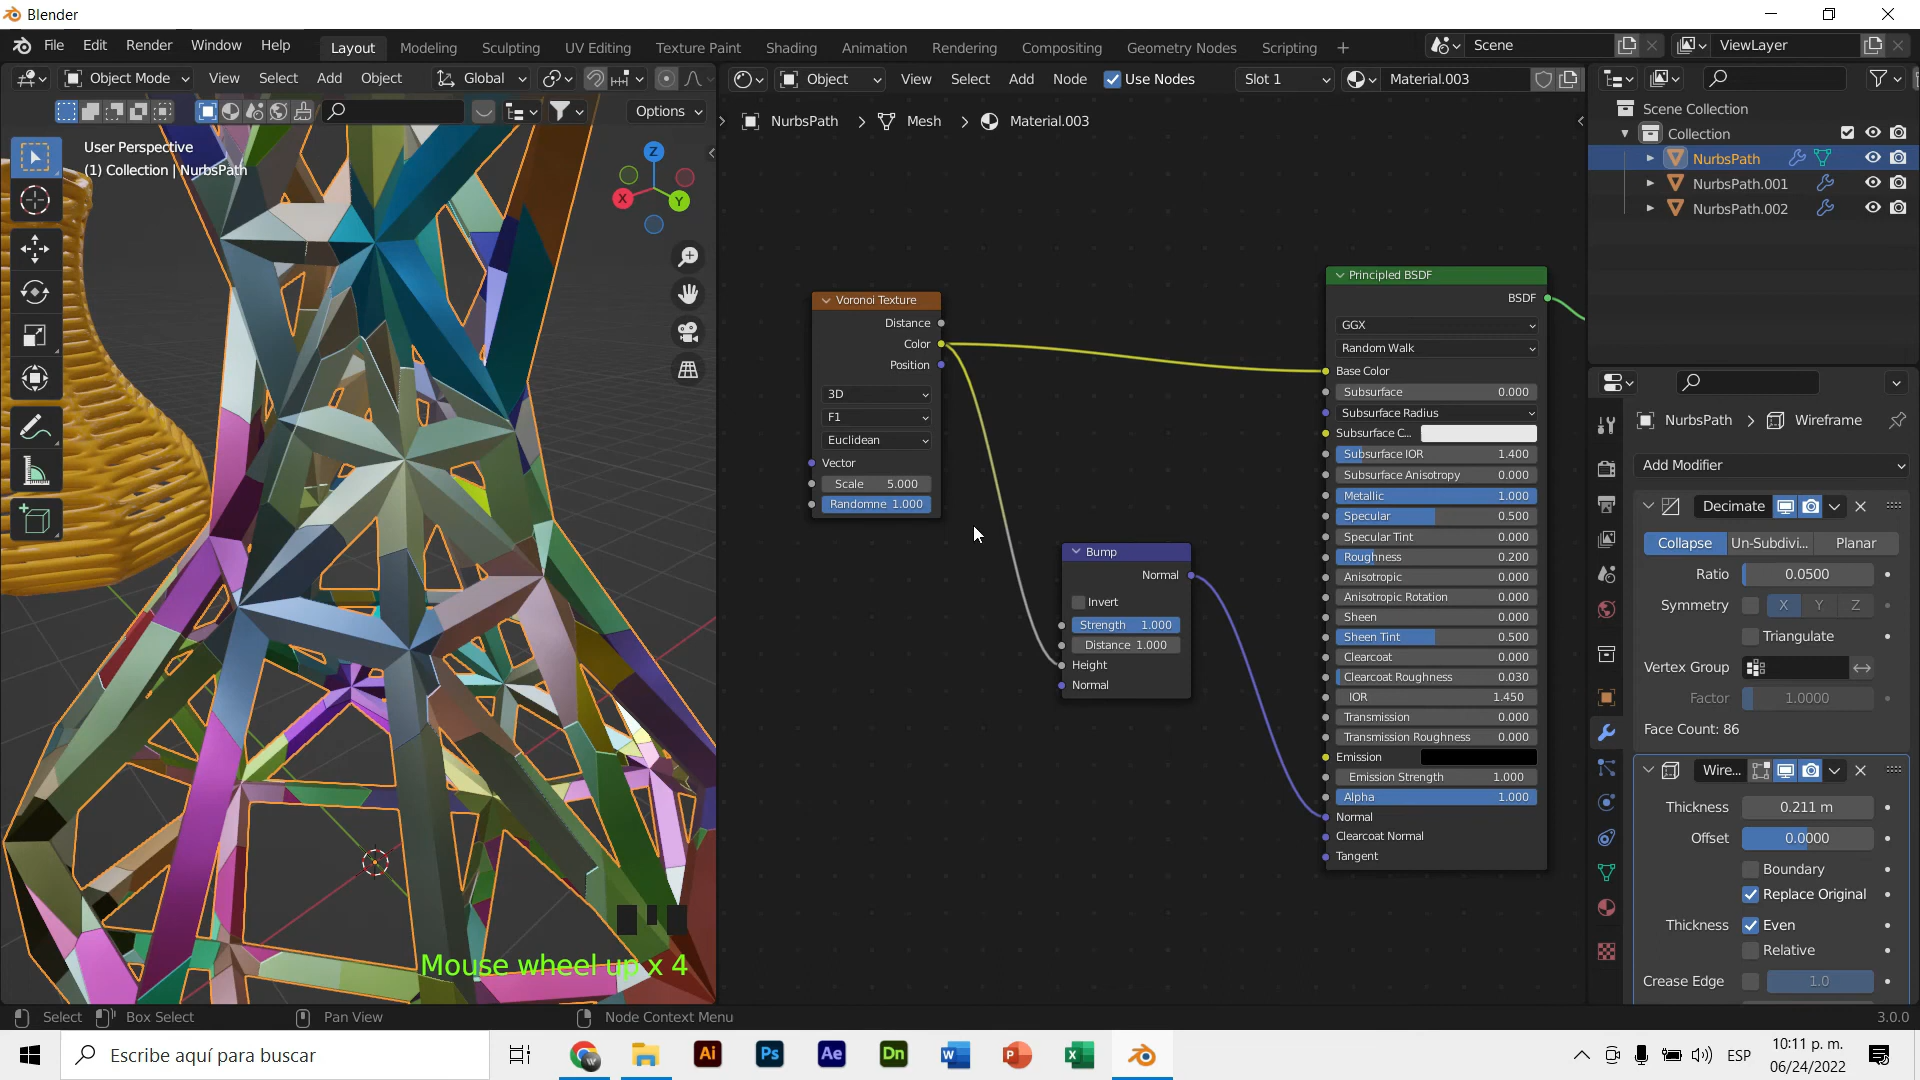 Blender
File Edit Render Window Help
Layout Modeling Sculpting UV Editing Texture Paint Shading Animation Rendering Compositing Geometry Nodes Scripting
Scene
ViewLayer
Object Mode View Select Add Object Global
Options
Object View Select Add Node Use Nodes Slot 1 Material.003
NurbsPath > Mesh > Material.003
User Perspective
(1) Collection | NurbsPath
Z
X
Y
Voronoi Texture
Distance
Color
Position
3D
F1
Euclidean
Vector
Scale 5.000
Randomne 1.000
Bump
Normal
Invert
Strength 1.000
Distance 1.000
Height
Normal
Principled BSDF
BSDF
GGX
Random Walk
Base Color
Subsurface 0.000
Subsurface Radius
Subsurface C...
Subsurface IOR 1.400
Subsurface Anisotropy 0.000
Metallic 1.000
Specular 0.500
Specular Tint 0.000
Roughness 0.200
Anisotropic 0.000
Anisotropic Rotation 0.000
Sheen 0.000
Sheen Tint 0.500
Clearcoat 0.000
Clearcoat Roughness 0.030
IOR 1.450
Transmission 0.000
Transmission Roughness 0.000
Emission
Emission Strength 1.000
Alpha 1.000
Normal
Clearcoat Normal
Tangent
Scene Collection
Collection
NurbsPath
NurbsPath.001
NurbsPath.002
NurbsPath > Wireframe
Add Modifier
Decimate
Collapse Un-Subdivi... Planar
Ratio 0.0500
Symmetry X Y Z
Triangulate
Vertex Group
Factor 1.0000
Face Count: 86
Wire...
Thickness 0.211 m
Offset 0.0000
Boundary
Replace Original
Thickness Even
Relative
Crease Edge 1.0
Mouse wheel up x 4
Select Box Select Pan View Node Context Menu 3.0.0
Escribe aquí para buscar
Ai Ps Ae Dn
ESP
10:11 p. m.
06/24/2022